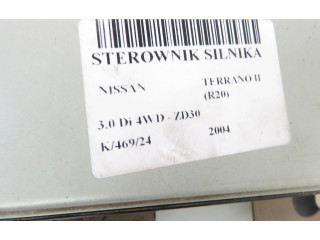 STEROWNIK SILNIKA
NISSAN TERRANO II
(R20)
3.0 Di 4WD - ZD30
K/469/24 2004